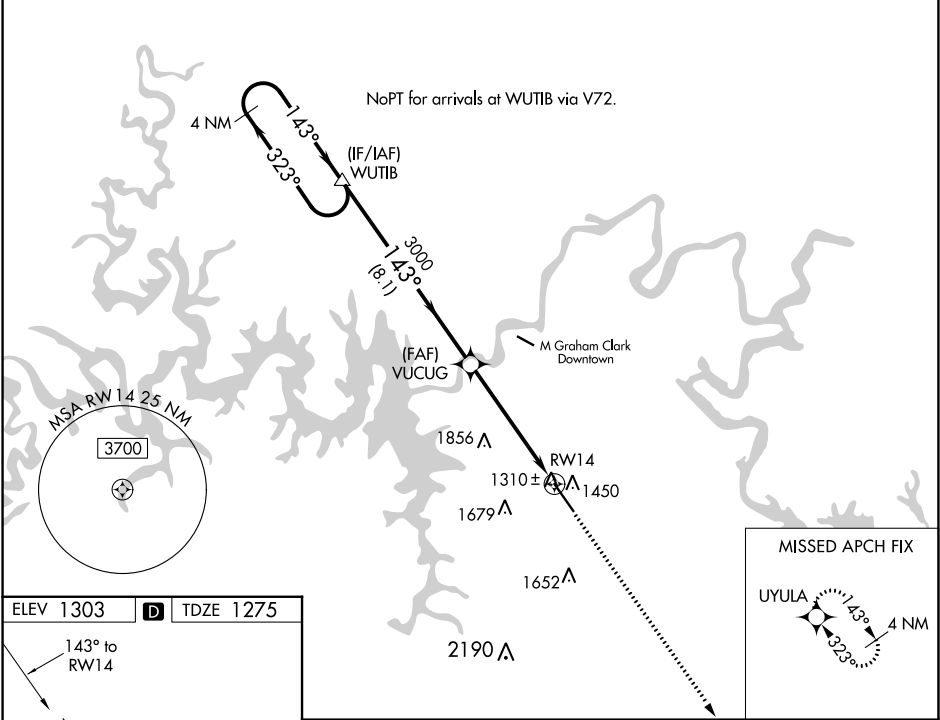 NoPT for arrivals at WUTIB via V72.
4 NM
143°
323°
(IF/IAF)
WUTIB
3000
143°
(8.1)
M Graham Clark
Downtown
(FAF)
VUCUG
MSA RW14 25 NM
3700
1856
RW14
1310±
1450
1679
1652
2190
MISSED APCH FIX
UYULA
143°
4 NM
323°
ELEV 1303
D
TDZE 1275
143° to
RW14